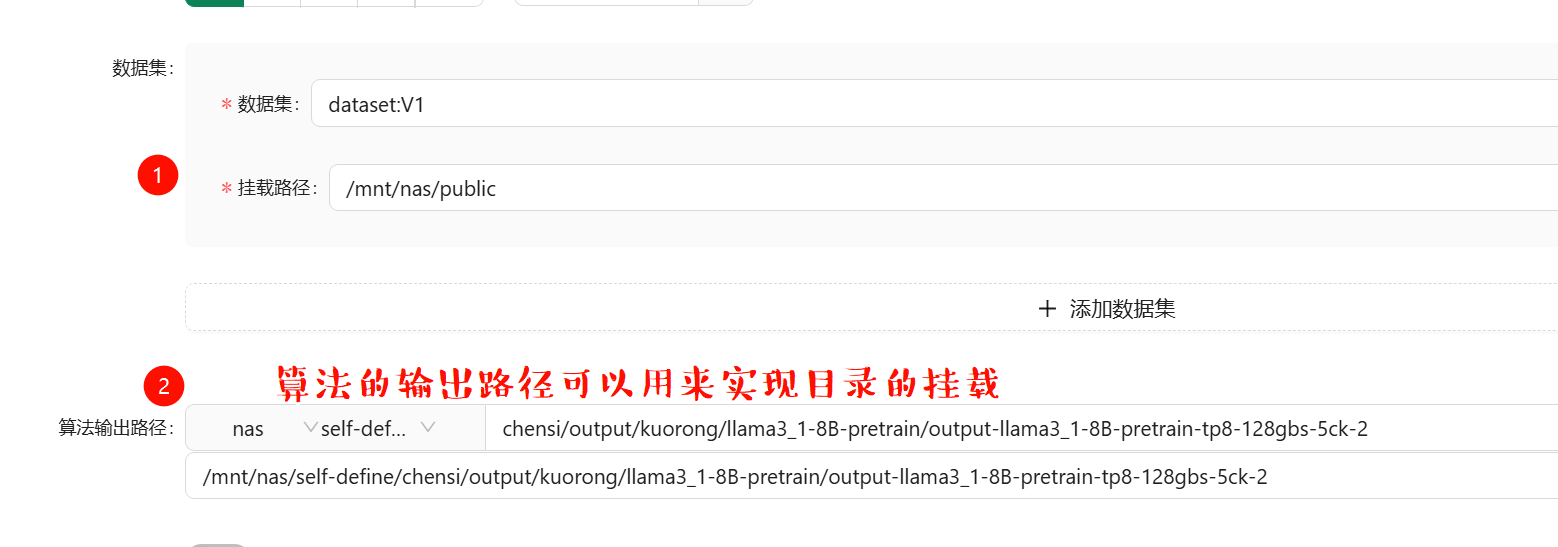 数据集：
* 数据集： dataset:V1
1
* 挂载路径： /mnt/nas/public
+ 添加数据集
2
算法的输出路径可以用来实现目录的挂载
算法输出路径： nas self-def... chensi/output/kuorong/llama3_1-8B-pretrain/output-llama3_1-8B-pretrain-tp8-128gbs-5ck-2
/mnt/nas/self-define/chensi/output/kuorong/llama3_1-8B-pretrain/output-llama3_1-8B-pretrain-tp8-128gbs-5ck-2